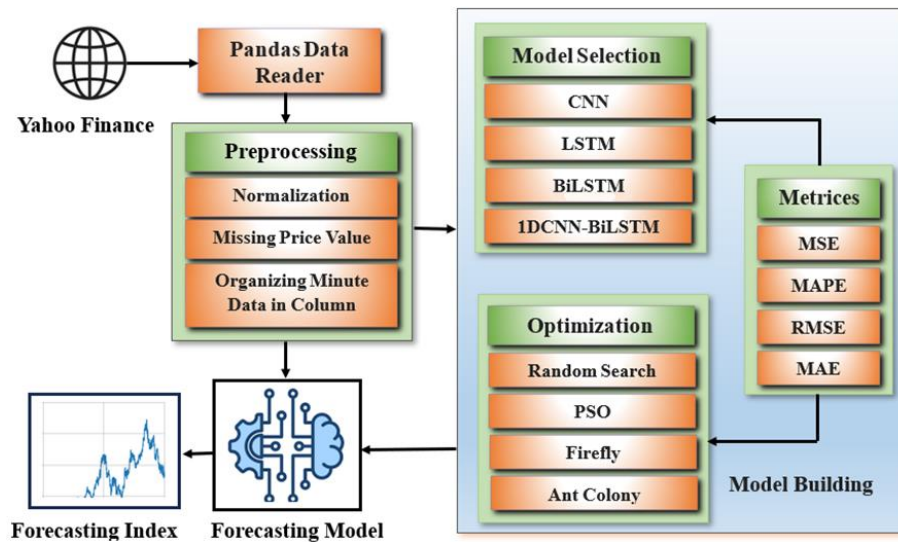 Yahoo Finance
Pandas Data
Reader
Preprocessing
Normalization
Missing Price Value
Organizing Minute
Data in Column
Model Selection
CNN
LSTM
BiLSTM
1DCNN-BiLSTM
Metrices
MSE
MAPE
RMSE
MAE
Optimization
Random Search
PSO
Firefly
Ant Colony
Model Building
Forecasting Index
Forecasting Model